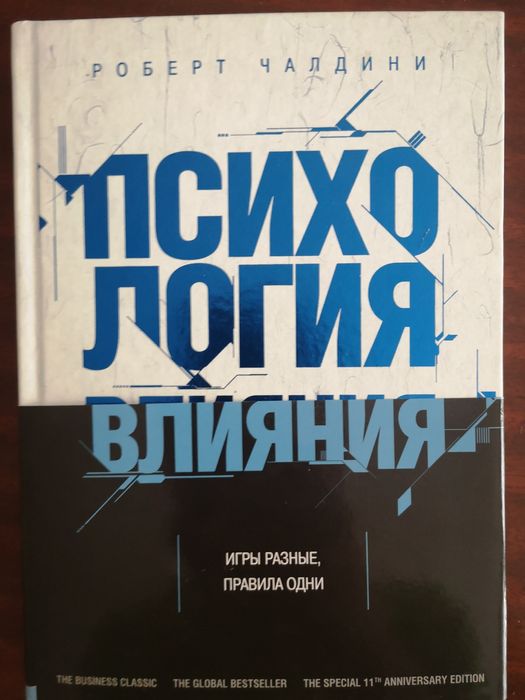 РОБЕРТ ЧАЛДИНИ
ПСИХО
ЛОГИЯ
ВЛИЯНИЯ
ИГРЫ РАЗНЫЕ,
ПРАВИЛА ОДНИ
THE BUSINESS CLASSIC THE GLOBAL BESTSELLER THE SPECIAL 11TH ANNIVERSARY EDITION